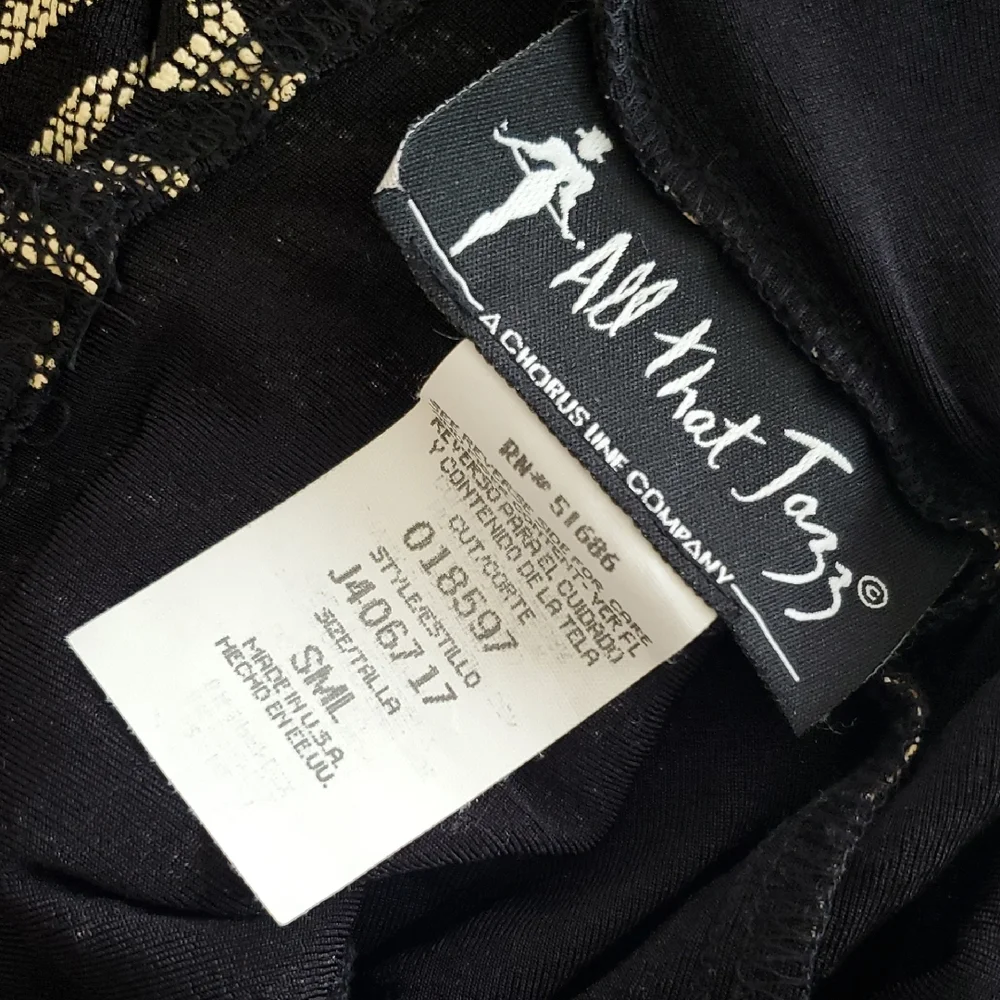 All That Jazz ©
A CHORUS LINE COMPANY
RN# 51686
SEE REVERSE SIDE FOR CARE
REVERSO PARA EL CUIDADO
Y CONTENIDO DE LA TELA
CUT/CORTE
018597
STYLE/ESTILLO
J406717
SIZE/TALLA
SML
MADE IN U.S.A.
HECHO EN EE.UU.